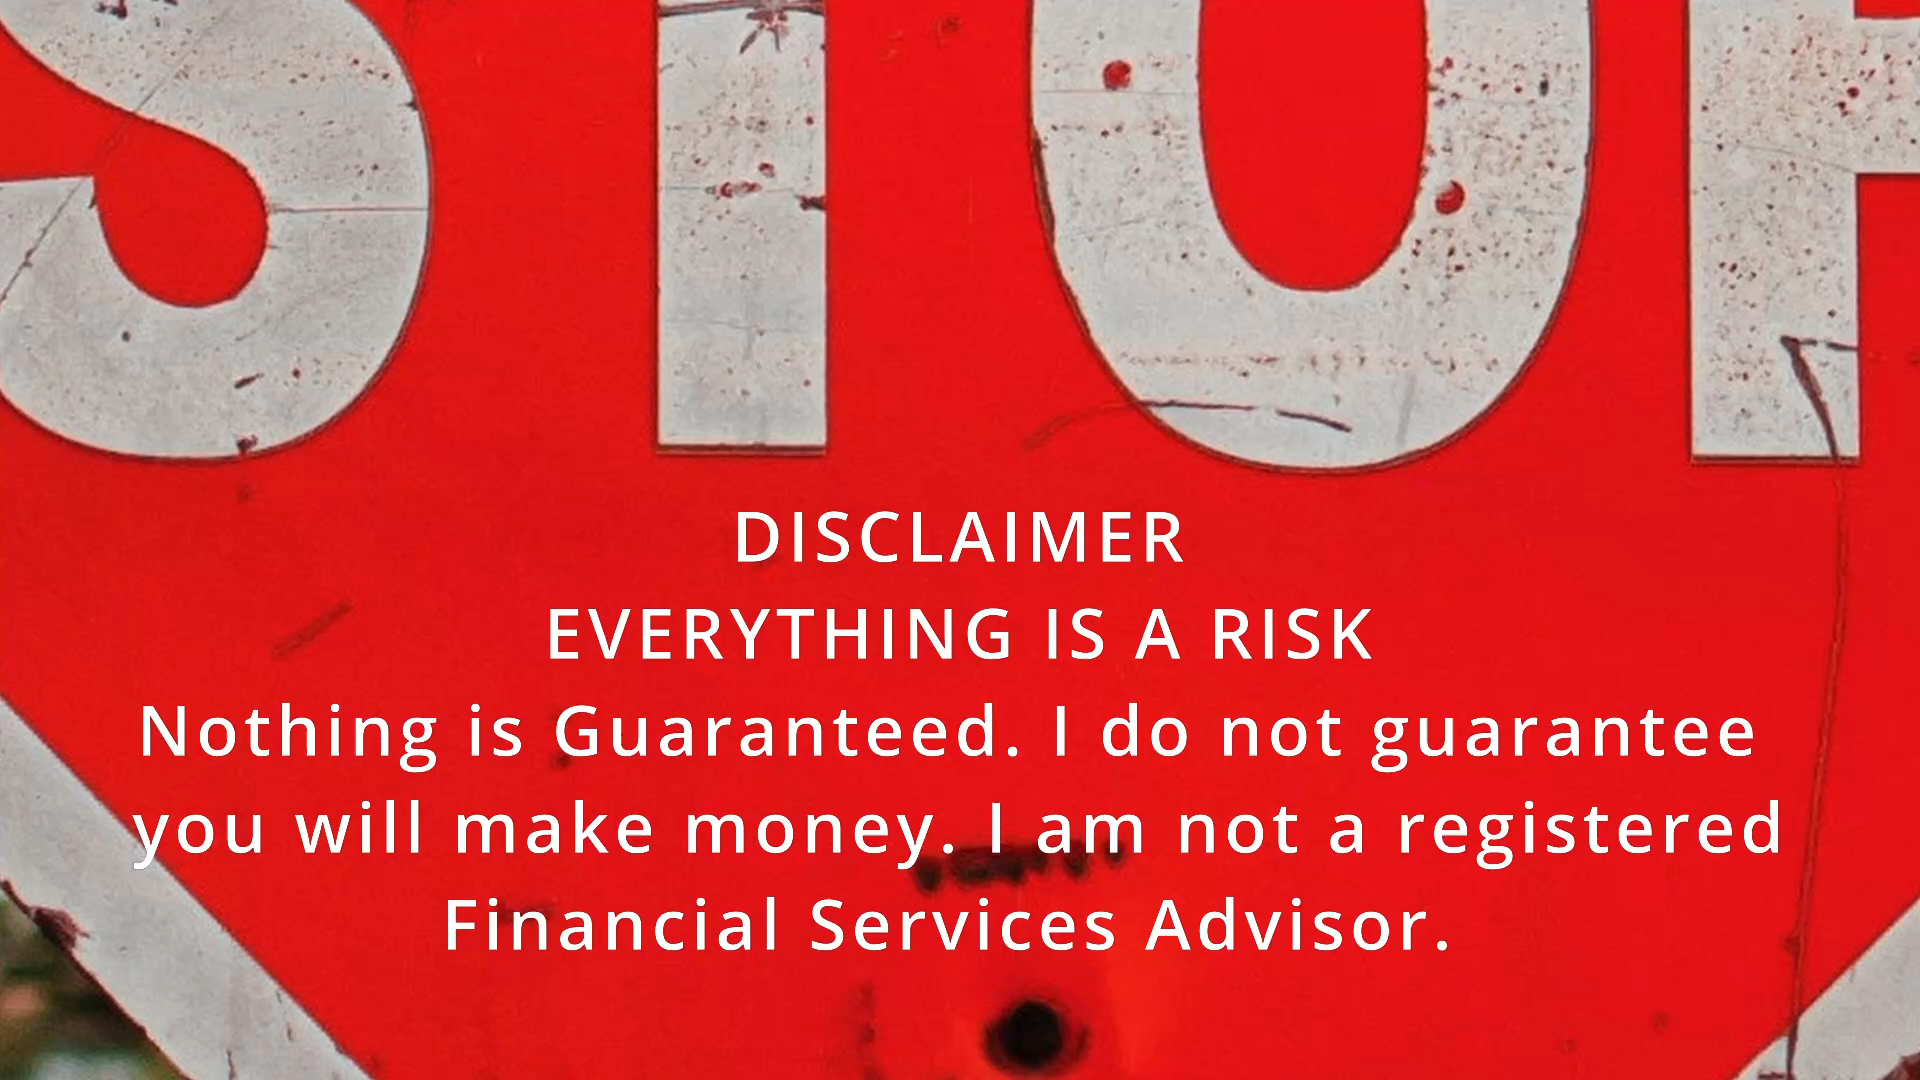 STOP
DISCLAIMER
EVERYTHING IS A RISK
Nothing is Guaranteed. I do not guarantee
you will make money. I am not a registered
Financial Services Advisor.